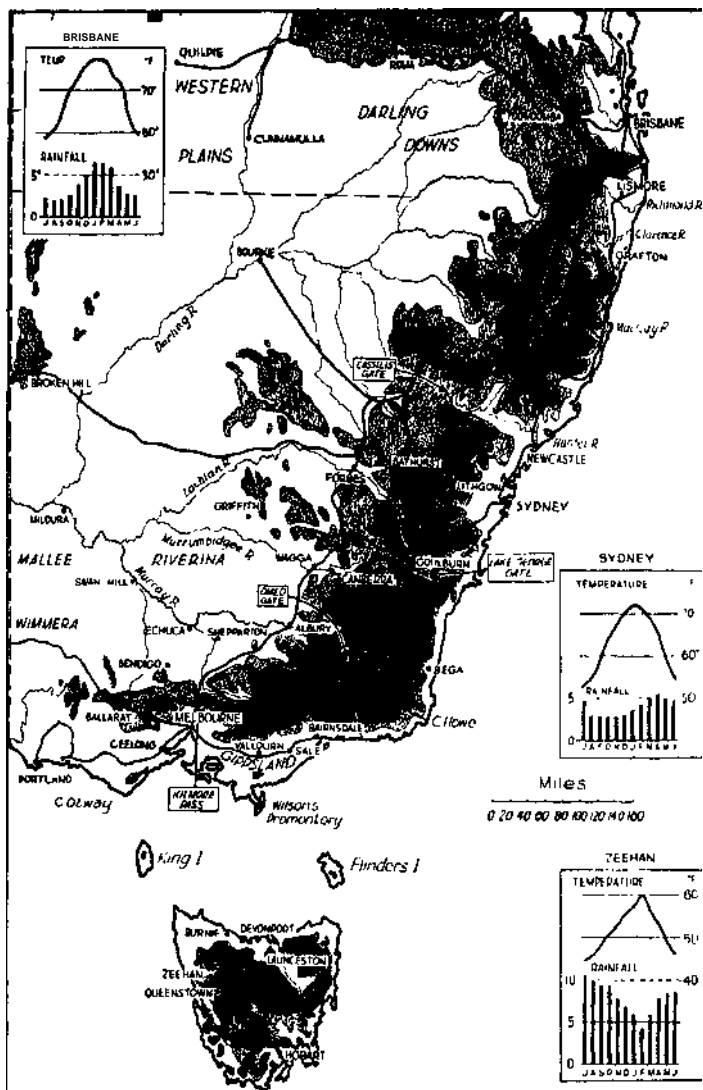 BRISBANE
°F
70°
60°
RAINFALL
5"
50°
0
J A S O N D J F M A M J
QUILPIE
WESTERN
PLAINS
ROMA
DARLING
DOWNS
CUNNAMULLA
TOOWOOMBA
BRISBANE
LISMORE
Richmond R
Clarence R.
GRAFTON
BOURKE
Darling R
Macleay R
CASSILIS
GATE
BROKEN HILL
Hunter R
NEWCASTLE
BATHURST
LITHGOW
SYDNEY
FORBES
Lachlan R
GRIFFITH
MILDURA
Murrumbidgee R
MALLEE
RIVERINA
WAGGA
GOULBURN
LAKE GEORGE
CANBERRA
SWAN HILL
Murray R
OMEO
GATE
WIMMERA
ECHUCA
SHEPPARTON
ALBURY
BENDIGO
BEGA
BALLARAT
MELBOURNE
BAIRNSDALE
C.Howe
GEELONG
YALLOURN
SALE
GIPPSLAND
PORTLAND
C.Otway
KILMORE
PASS
Wilsons
Promontory
SYDNEY
TEMPERATURE
°F
70
60°
RAINFALL
5
50
0
J A S O N D J F M A M J
Miles
0 20 40 60 80 100 120 140 160
King I
Flinders I
ZEEHAN
TEMPERATURE
°F
60
50
RAINFALL
10
40
5
0
J A S O N D J F M A M J
BURNIE
DEVONPORT
LAUNCESTON
ZEEHAN
QUEENSTOWN
HOBART